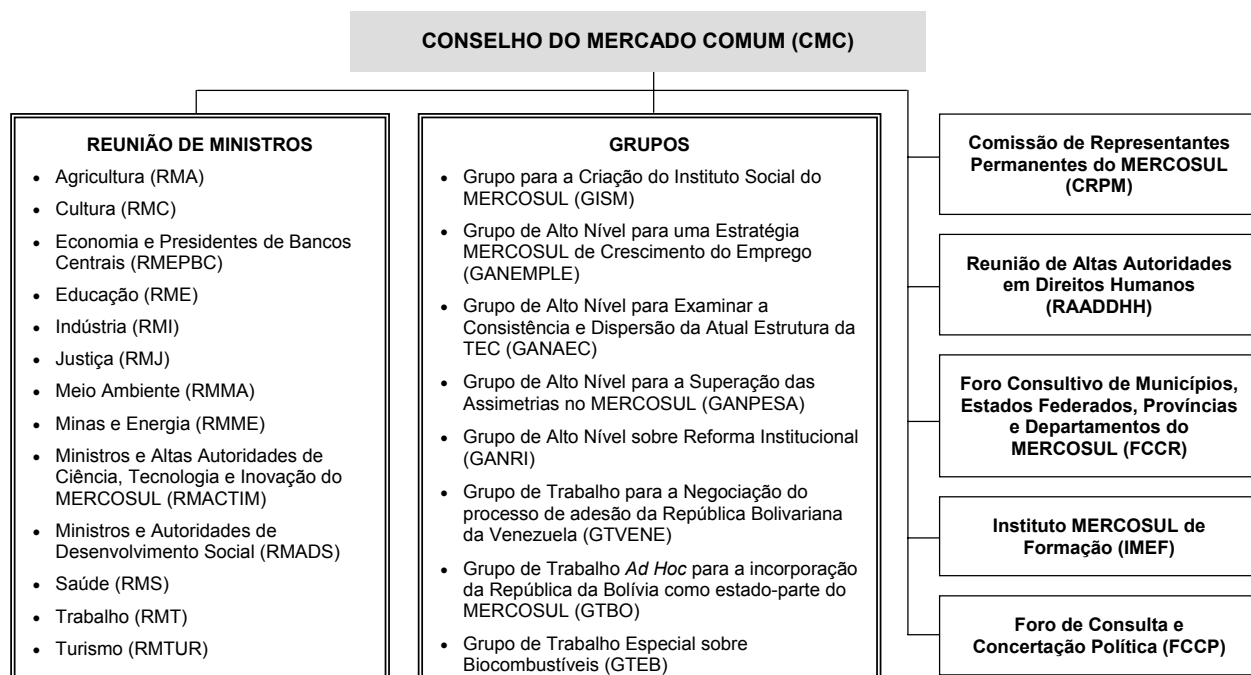 CONSELHO DO MERCADO COMUM (CMC)
REUNIÃO DE MINISTROS
• Agricultura (RMA)
• Cultura (RMC)
• Economia e Presidentes de Bancos
Centrais (RMEPBC)
• Educação (RME)
• Indústria (RMI)
• Justiça (RMJ)
• Meio Ambiente (RMMA)
• Minas e Energia (RMME)
• Ministros e Altas Autoridades de
Ciência, Tecnologia e Inovação do
MERCOSUL (RMACTIM)
• Ministros e Autoridades de
Desenvolvimento Social (RMADS)
• Saúde (RMS)
• Trabalho (RMT)
• Turismo (RMTUR)
GRUPOS
• Grupo para a Criação do Instituto Social do
MERCOSUL (GISM)
• Grupo de Alto Nível para uma Estratégia
MERCOSUL de Crescimento do Emprego
(GANEMPLE)
• Grupo de Alto Nível para Examinar a
Consistência e Dispersão da Atual Estrutura da
TEC (GANAEC)
• Grupo de Alto Nível para a Superação das
Assimetrias no MERCOSUL (GANPESA)
• Grupo de Alto Nível sobre Reforma Institucional
(GANRI)
• Grupo de Trabalho para a Negociação do
processo de adesão da República Bolivariana
da Venezuela (GTVENE)
• Grupo de Trabalho Ad Hoc para a incorporação
da República da Bolívia como estado-parte do
MERCOSUL (GTBO)
• Grupo de Trabalho Especial sobre
Biocombustíveis (GTEB)
Comissão de Representantes
Permanentes do MERCOSUL
(CRPM)
Reunião de Altas Autoridades
em Direitos Humanos
(RAADDHH)
Foro Consultivo de Municípios,
Estados Federados, Províncias
e Departamentos do
MERCOSUL (FCCR)
Instituto MERCOSUL de
Formação (IMEF)
Foro de Consulta e
Concertação Política (FCCP)